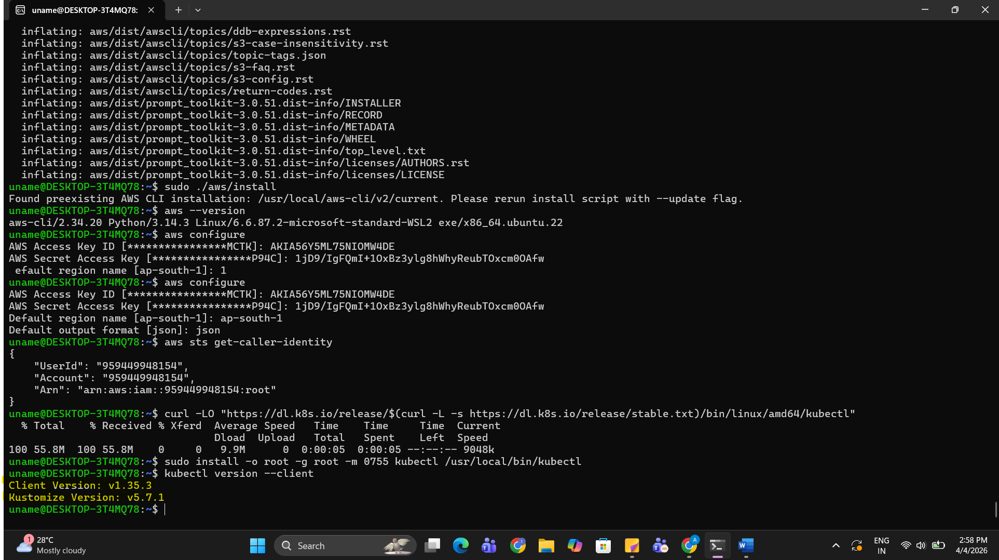 uname@DESKTOP-3T4MQ78:
inflating: aws/dist/awscli/topics/ddb-expressions.rst
inflating: aws/dist/awscli/topics/s3-case-insensitivity.rst
inflating: aws/dist/awscli/topics/topic-tags.json
inflating: aws/dist/awscli/topics/s3-faq.rst
inflating: aws/dist/awscli/topics/s3-config.rst
inflating: aws/dist/awscli/topics/return-codes.rst
inflating: aws/dist/prompt_toolkit-3.0.51.dist-info/INSTALLER
inflating: aws/dist/prompt_toolkit-3.0.51.dist-info/RECORD
inflating: aws/dist/prompt_toolkit-3.0.51.dist-info/METADATA
inflating: aws/dist/prompt_toolkit-3.0.51.dist-info/WHEEL
inflating: aws/dist/prompt_toolkit-3.0.51.dist-info/top_level.txt
inflating: aws/dist/prompt_toolkit-3.0.51.dist-info/licenses/AUTHORS.rst
inflating: aws/dist/prompt_toolkit-3.0.51.dist-info/licenses/LICENSE
uname@DESKTOP-3T4MQ78:~$ sudo ./aws/install
Found preexisting AWS CLI installation: /usr/local/aws-cli/v2/current. Please rerun install script with --update flag.
uname@DESKTOP-3T4MQ78:~$ aws --version
aws-cli/2.34.20 Python/3.14.3 Linux/6.6.87.2-microsoft-standard-WSL2 exe/x86_64.ubuntu.22
uname@DESKTOP-3T4MQ78:~$ aws configure
AWS Access Key ID [****************MCTK]: AKIA56Y5ML75NIOMW4DE
AWS Secret Access Key [****************P94C]: 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
efault region name [ap-south-1]: 1
uname@DESKTOP-3T4MQ78:~$ aws configure
AWS Access Key ID [****************MCTK]: AKIA56Y5ML75NIOMW4DE
AWS Secret Access Key [****************P94C]: 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
Default region name [ap-south-1]: ap-south-1
Default output format [json]: json
uname@DESKTOP-3T4MQ78:~$ aws sts get-caller-identity
{
"UserId": "959449948154",
"Account": "959449948154",
"Arn": "arn:aws:iam::959449948154:root"
}
uname@DESKTOP-3T4MQ78:~$ curl -LO "https://dl.k8s.io/release/$(curl -L -s https://dl.k8s.io/release/stable.txt)/bin/linux/amd64/kubectl"
% Total    % Received % Xferd  Average Speed   Time    Time     Time  Current
Dload  Upload   Total   Spent    Left  Speed
100 55.8M  100 55.8M    0     0   9.9M      0  0:00:05  0:00:05 --:--:-- 9048k
uname@DESKTOP-3T4MQ78:~$ sudo install -o root -g root -m 0755 kubectl /usr/local/bin/kubectl
uname@DESKTOP-3T4MQ78:~$ kubectl version --client
Client Version: v1.35.3
Kustomize Version: v5.7.1
uname@DESKTOP-3T4MQ78:~$
1
28°C
Mostly cloudy
Search
ENG
IN
2:58 PM
4/4/2026